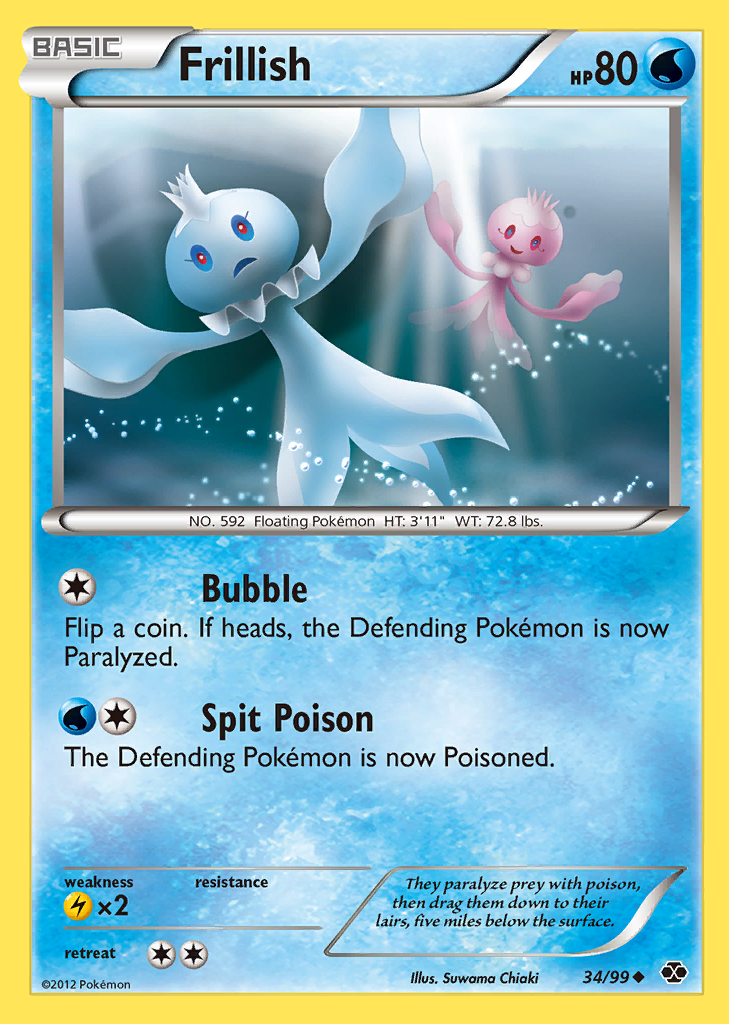 BASIC
Frillish
HP80
NO. 592 Floating Pokémon HT: 3'11" WT: 72.8 lbs.
Bubble
Flip a coin. If heads, the Defending Pokémon is now
Paralyzed.
Spit Poison
The Defending Pokémon is now Poisoned.
weakness
×2
resistance
retreat
They paralyze prey with poison,
then drag them down to their
lairs, five miles below the surface.
©2012 Pokémon
Illus. Suwama Chiaki
34/99